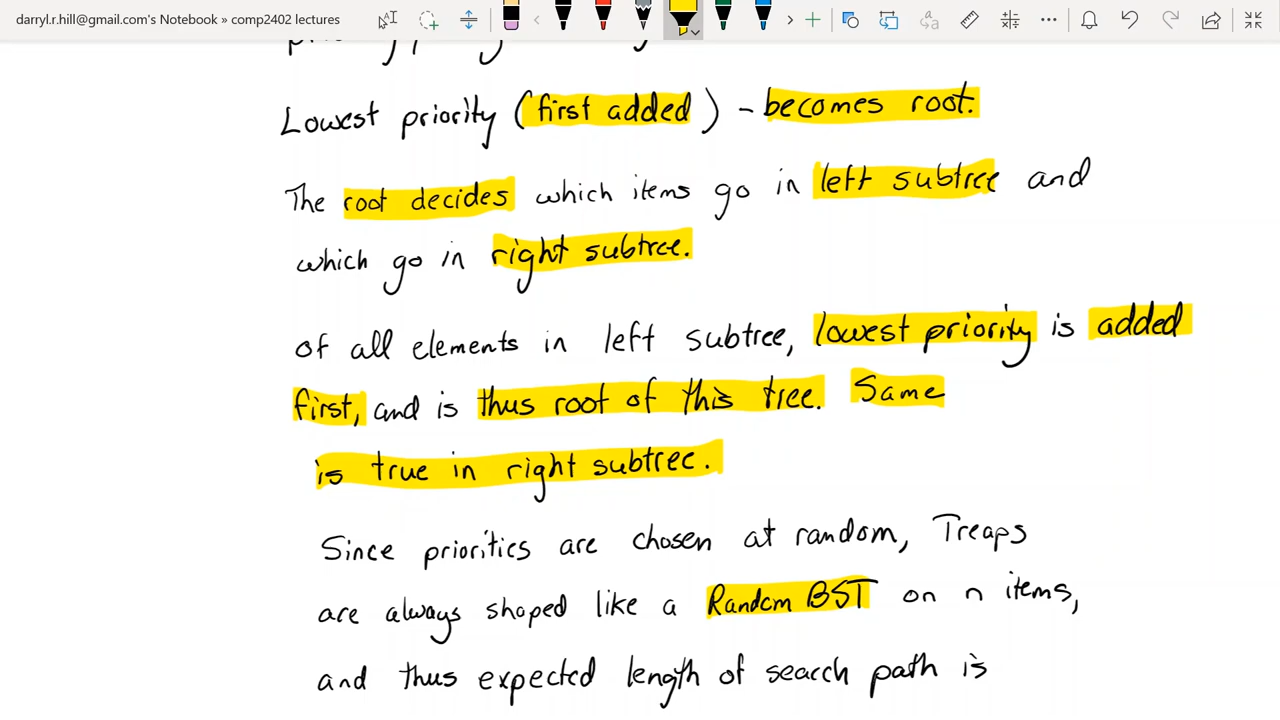 darryl.r.hill@gmail.com's Notebook » comp2402 lectures
Lowest priority (first added) - becomes root.
The root decides which items go in left subtree and
which go in right subtree.
of all elements in left subtree, lowest priority is added
first, and is thus root of this tree. Same
is true in right subtree.
Since priorities are chosen at random, Treaps
are always shaped like a Random BST on n items,
and thus expected length of search path is